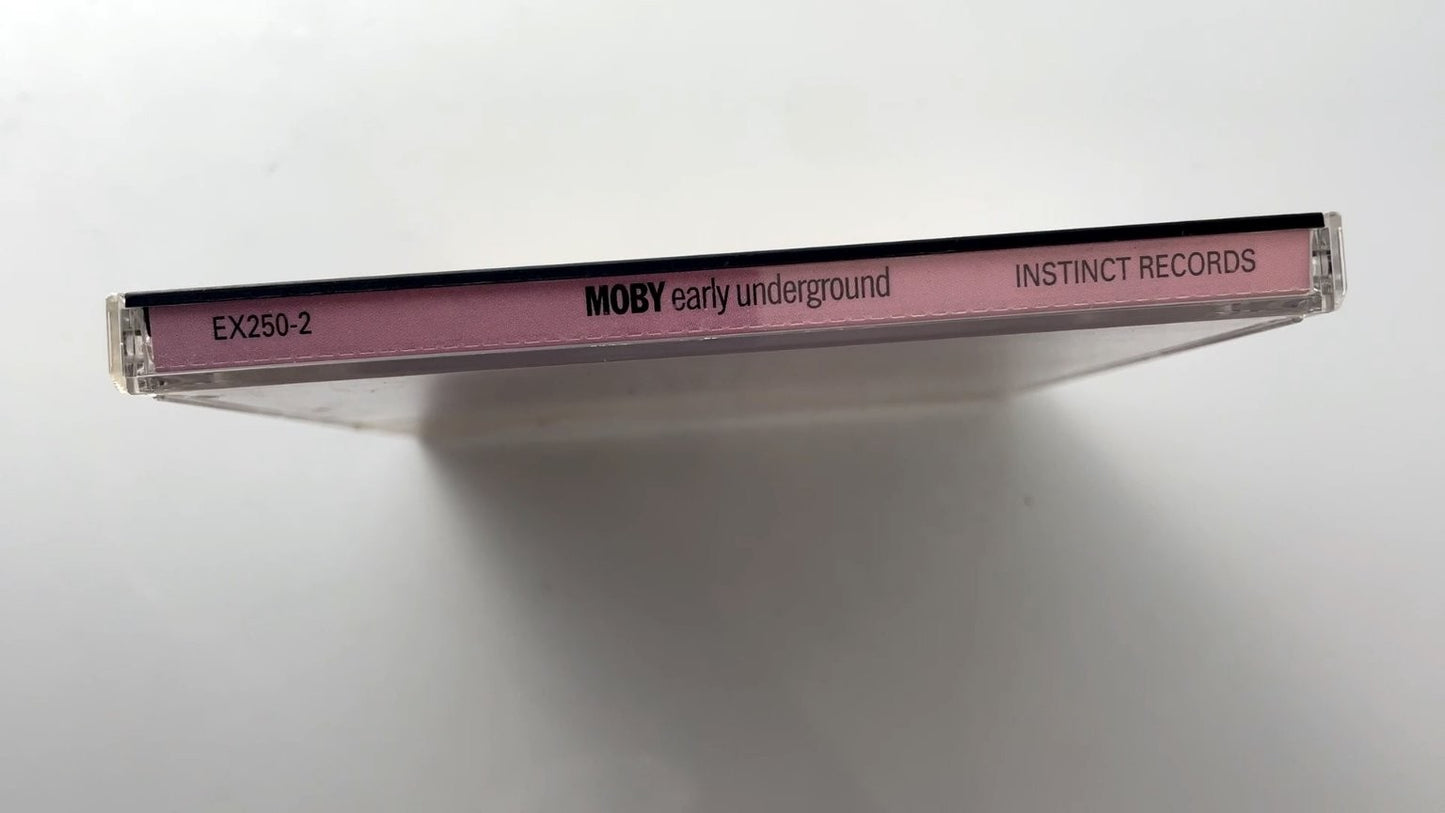 EX250-2 MOBY early underground INSTINCT RECORDS